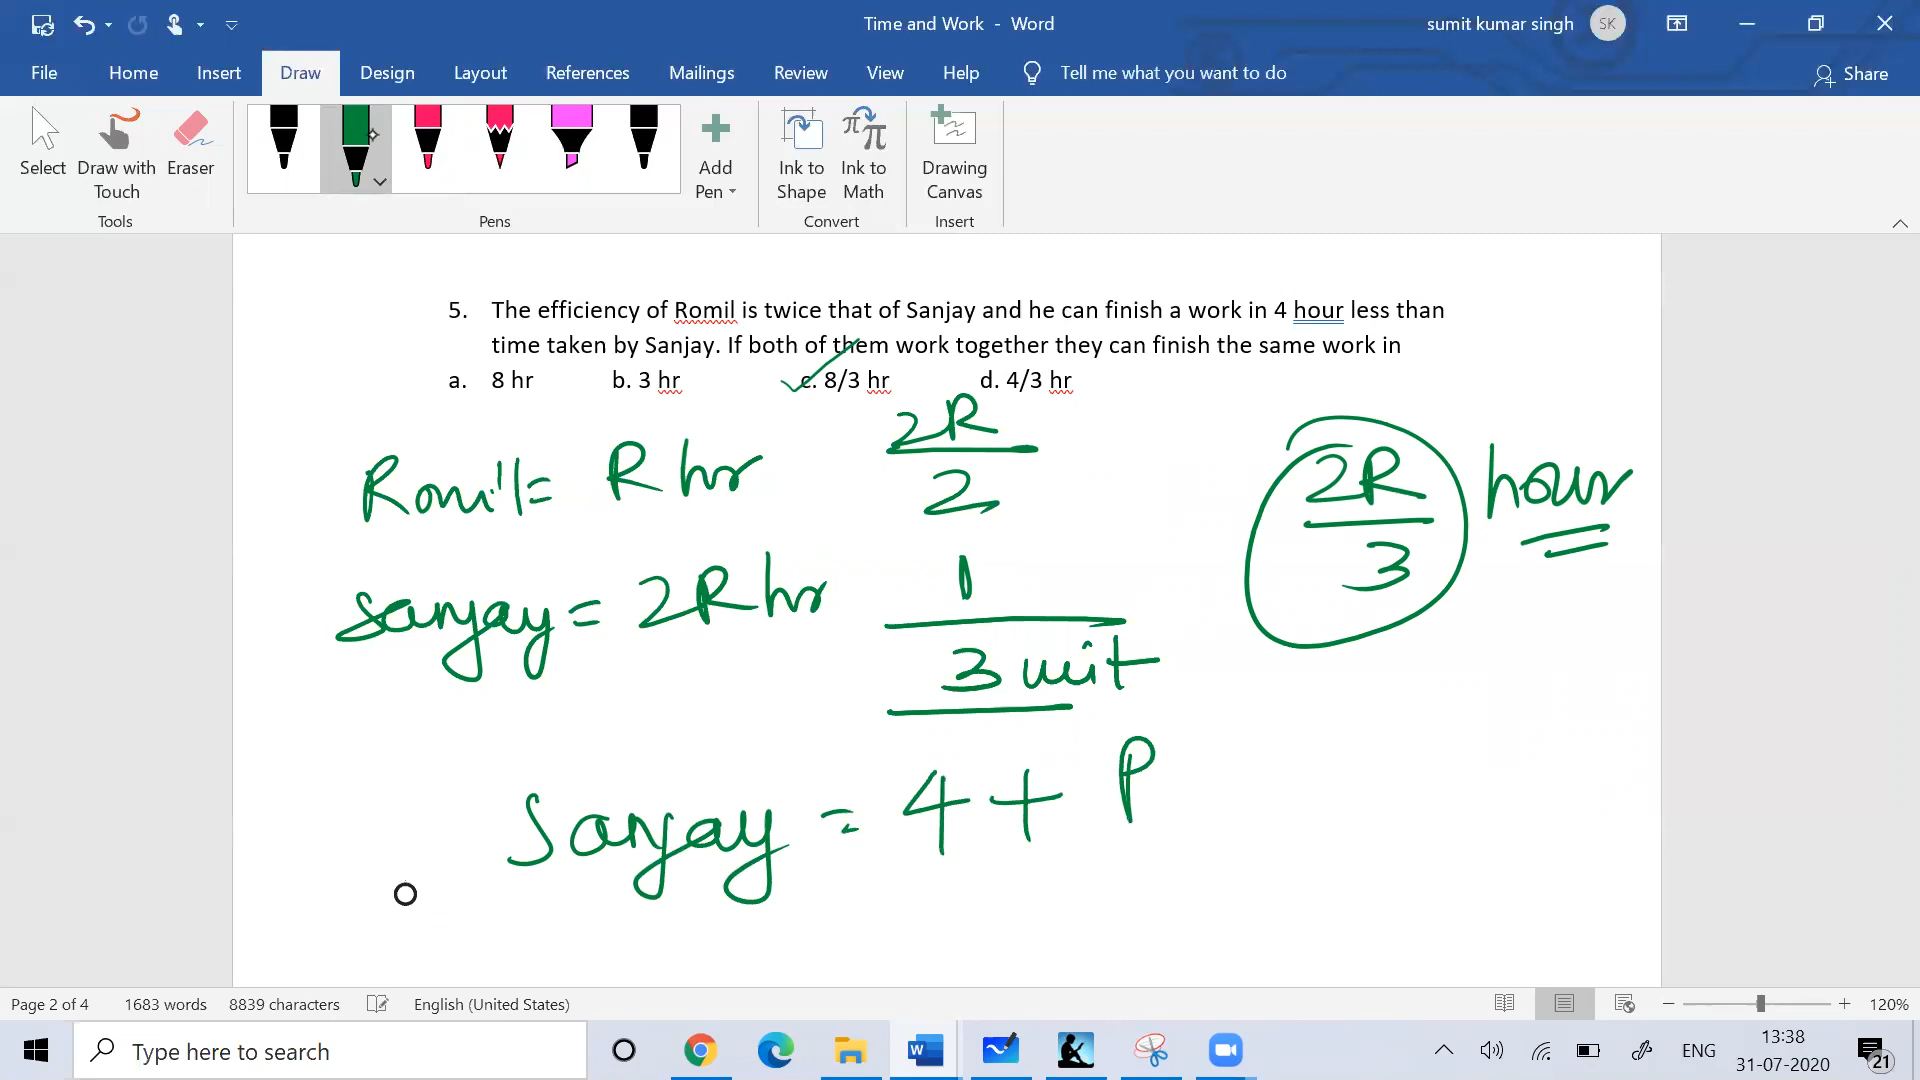 Time and Work - Word
sumit kumar singh
SK
File Home Insert Draw Design Layout References Mailings Review View Help Tell me what you want to do Share
Select Draw with Touch Eraser
Add Pen
Ink to Shape Ink to Math
Drawing Canvas
Tools Pens Convert Insert
5. The efficiency of Romil is twice that of Sanjay and he can finish a work in 4 hour less than
time taken by Sanjay. If both of them work together they can finish the same work in
a. 8 hr b. 3 hr c. 8/3 hr d. 4/3 hr
Romil = R hr
2R
2
2R
3
hour
Sanjay = 2R hr
1
3 unit
Sanjay = 4 + P
Page 2 of 4 1683 words 8839 characters English (United States) 120%
Type here to search
ENG
13:38
31-07-2020
21